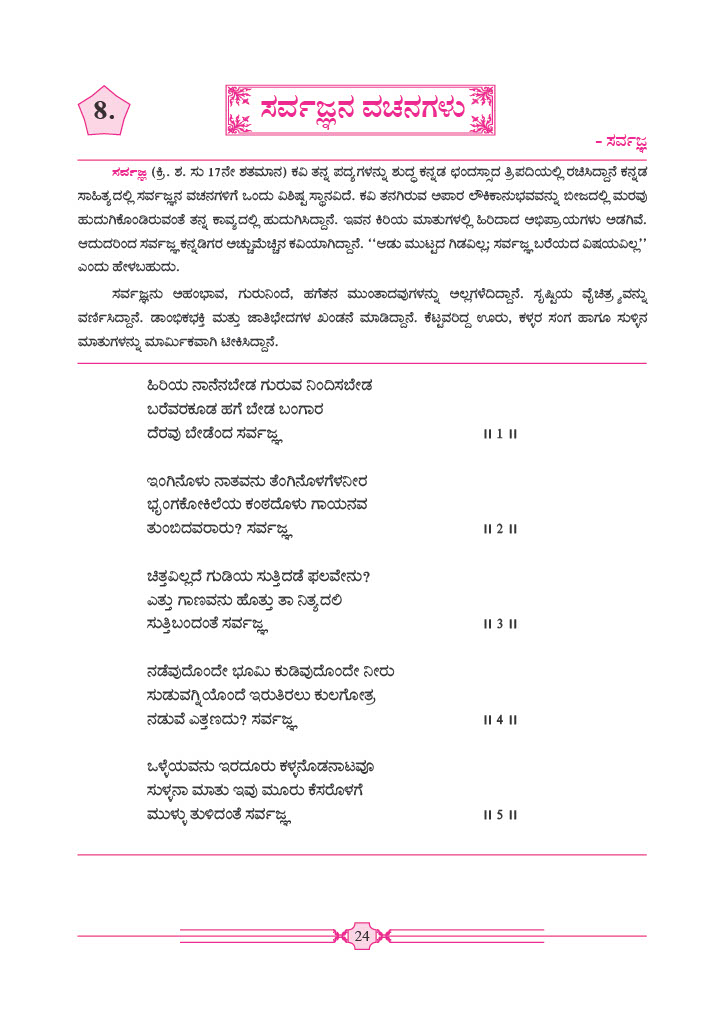 8.
ಸರ್ವಜ್ಞನ ವಚನಗಳು
– ಸರ್ವಜ್ಞ
ಸರ್ವಜ್ಞ (ಕ್ರಿ. ಶ. ಸು 17ನೇ ಶತಮಾನ) ಕವಿ ತನ್ನ ಪದ್ಯಗಳನ್ನು ಶುದ್ಧ ಕನ್ನಡ ಛಂದಸ್ಸಾದ ತ್ರಿಪದಿಯಲ್ಲಿ ರಚಿಸಿದ್ದಾನೆ ಕನ್ನಡ
ಸಾಹಿತ್ಯದಲ್ಲಿ ಸರ್ವಜ್ಞನ ವಚನಗಳಿಗೆ ಒಂದು ವಿಶಿಷ್ಟ ಸ್ಥಾನವಿದೆ. ಕವಿ ತನಗಿರುವ ಅಪಾರ ಲೌಕಿಕಾನುಭವವನ್ನು ಬೀಜದಲ್ಲಿ ಮರವು
ಹುದುಗಿಕೊಂಡಿರುವಂತೆ ತನ್ನ ಕಾವ್ಯದಲ್ಲಿ ಹುದುಗಿಸಿದ್ದಾನೆ. ಇವನ ಕಿರಿಯ ಮಾತುಗಳಲ್ಲಿ ಹಿರಿದಾದ ಅಭಿಪ್ರಾಯಗಳು ಅಡಗಿವೆ.
ಆದುದರಿಂದ ಸರ್ವಜ್ಞ ಕನ್ನಡಿಗರ ಅಚ್ಚುಮೆಚ್ಚಿನ ಕವಿಯಾಗಿದ್ದಾನೆ. ‘‘ಆಡು ಮುಟ್ಟದ ಗಿಡವಿಲ್ಲ; ಸರ್ವಜ್ಞ ಬರೆಯದ ವಿಷಯವಿಲ್ಲ’’
ಎಂದು ಹೇಳಬಹುದು.
ಸರ್ವಜ್ಞನು ಅಹಂಭಾವ, ಗುರುನಿಂದೆ, ಹಗೆತನ ಮುಂತಾದವುಗಳನ್ನು ಅಲ್ಲಗಳೆದಿದ್ದಾನೆ. ಸೃಷ್ಟಿಯ ವೈಚಿತ್ರ್ಯವನ್ನು
ವರ್ಣಿಸಿದ್ದಾನೆ. ಡಾಂಭಿಕಭಕ್ತಿ ಮತ್ತು ಜಾತಿಭೇದಗಳ ಖಂಡನೆ ಮಾಡಿದ್ದಾನೆ. ಕೆಟ್ಟವರಿದ್ದ ಊರು, ಕಳ್ಳರ ಸಂಗ ಹಾಗೂ ಸುಳ್ಳಿನ
ಮಾತುಗಳನ್ನು ಮಾರ್ಮಿಕವಾಗಿ ಟೀಕಿಸಿದ್ದಾನೆ.
ಹಿರಿಯ ನಾನೆನಬೇಡ ಗುರುವ ನಿಂದಿಸಬೇಡ
ಬರೆವರಕೂಡ ಹಗೆ ಬೇಡ ಬಂಗಾರ
ದೆರವು ಬೇಡೆಂದ ಸರ್ವಜ್ಞ ॥ 1 ॥
ಇಂಗಿನೊಳು ನಾತವನು ತೆಂಗಿನೊಳಗೆಳನೀರ
ಭೃಂಗಕೋಕಿಲೆಯ ಕಂಠದೊಳು ಗಾಯನವ
ತುಂಬಿದವರಾರು? ಸರ್ವಜ್ಞ ॥ 2 ॥
ಚಿತ್ತವಿಲ್ಲದೆ ಗುಡಿಯ ಸುತ್ತಿದಡೆ ಫಲವೇನು?
ಎತ್ತು ಗಾಣವನು ಹೊತ್ತು ತಾ ನಿತ್ಯದಲಿ
ಸುತ್ತಿಬಂದಂತೆ ಸರ್ವಜ್ಞ ॥ 3 ॥
ನಡೆವುದೊಂದೇ ಭೂಮಿ ಕುಡಿವುದೊಂದೇ ನೀರು
ಸುಡುವಗ್ನಿಯೊಂದೆ ಇರುತಿರಲು ಕುಲಗೋತ್ರ
ನಡುವೆ ಎತ್ತಣದು? ಸರ್ವಜ್ಞ ॥ 4 ॥
ಒಳ್ಳೆಯವನು ಇರದೂರು ಕಳ್ಳನೊಡನಾಟವೂ
ಸುಳ್ಳನಾ ಮಾತು ಇವು ಮೂರು ಕೆಸರೊಳಗೆ
ಮುಳ್ಳು ತುಳಿದಂತೆ ಸರ್ವಜ್ಞ ॥ 5 ॥
24